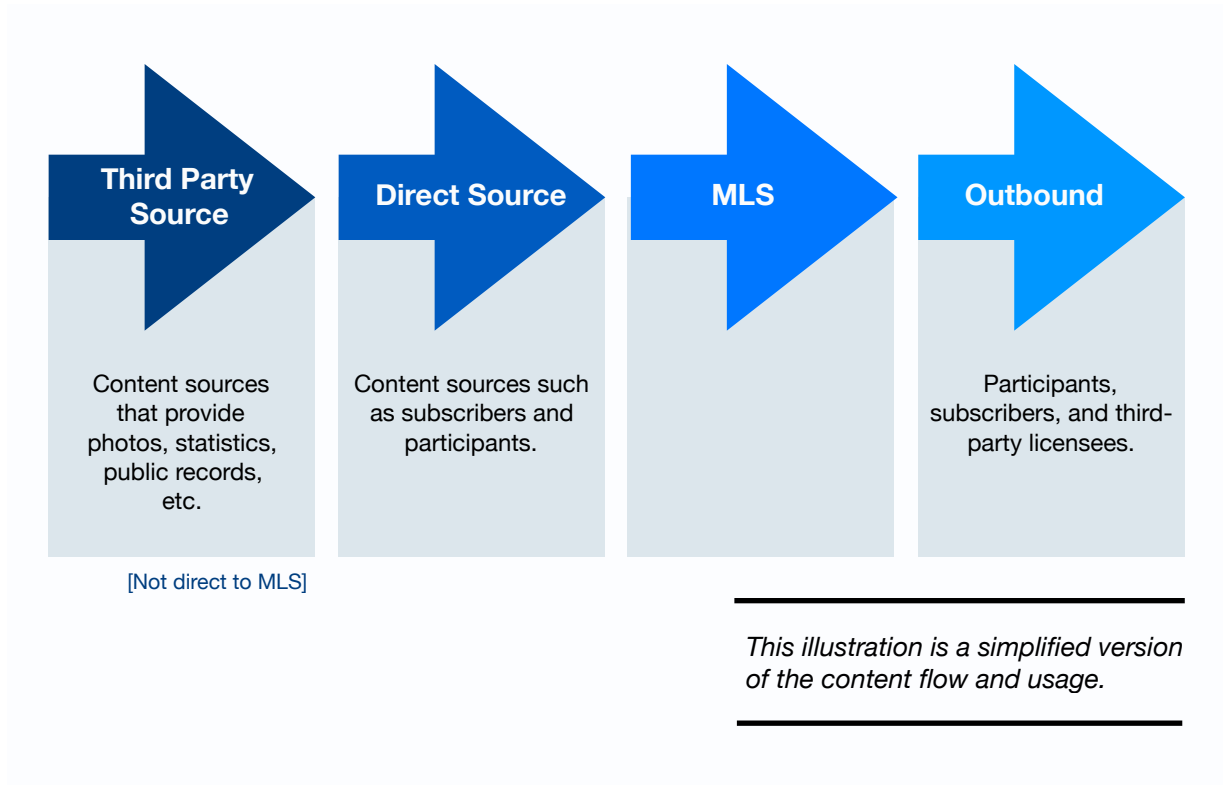 Third Party
Source
Direct Source
MLS
Outbound
Content sources
that provide
photos, statistics,
public records,
etc.
Content sources such
as subscribers and
participants.
Participants,
subscribers, and third-
party licensees.
[Not direct to MLS]
This illustration is a simplified version
of the content flow and usage.